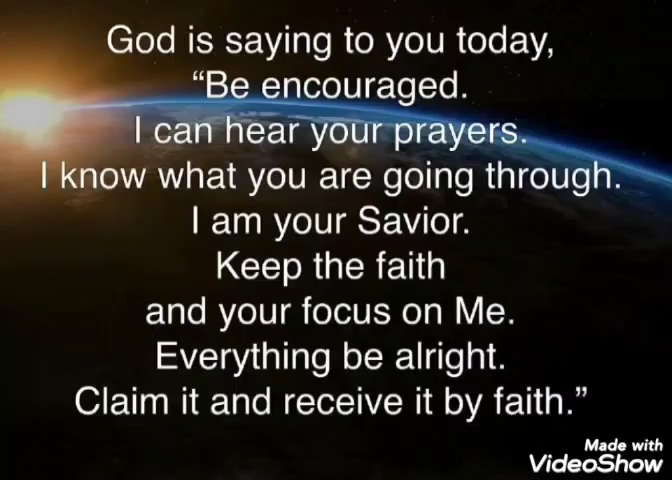 God is saying to you today,
“Be encouraged.
I can hear your prayers.
I know what you are going through.
I am your Savior.
Keep the faith
and your focus on Me.
Everything be alright.
Claim it and receive it by faith.”
Made with
VideoShow